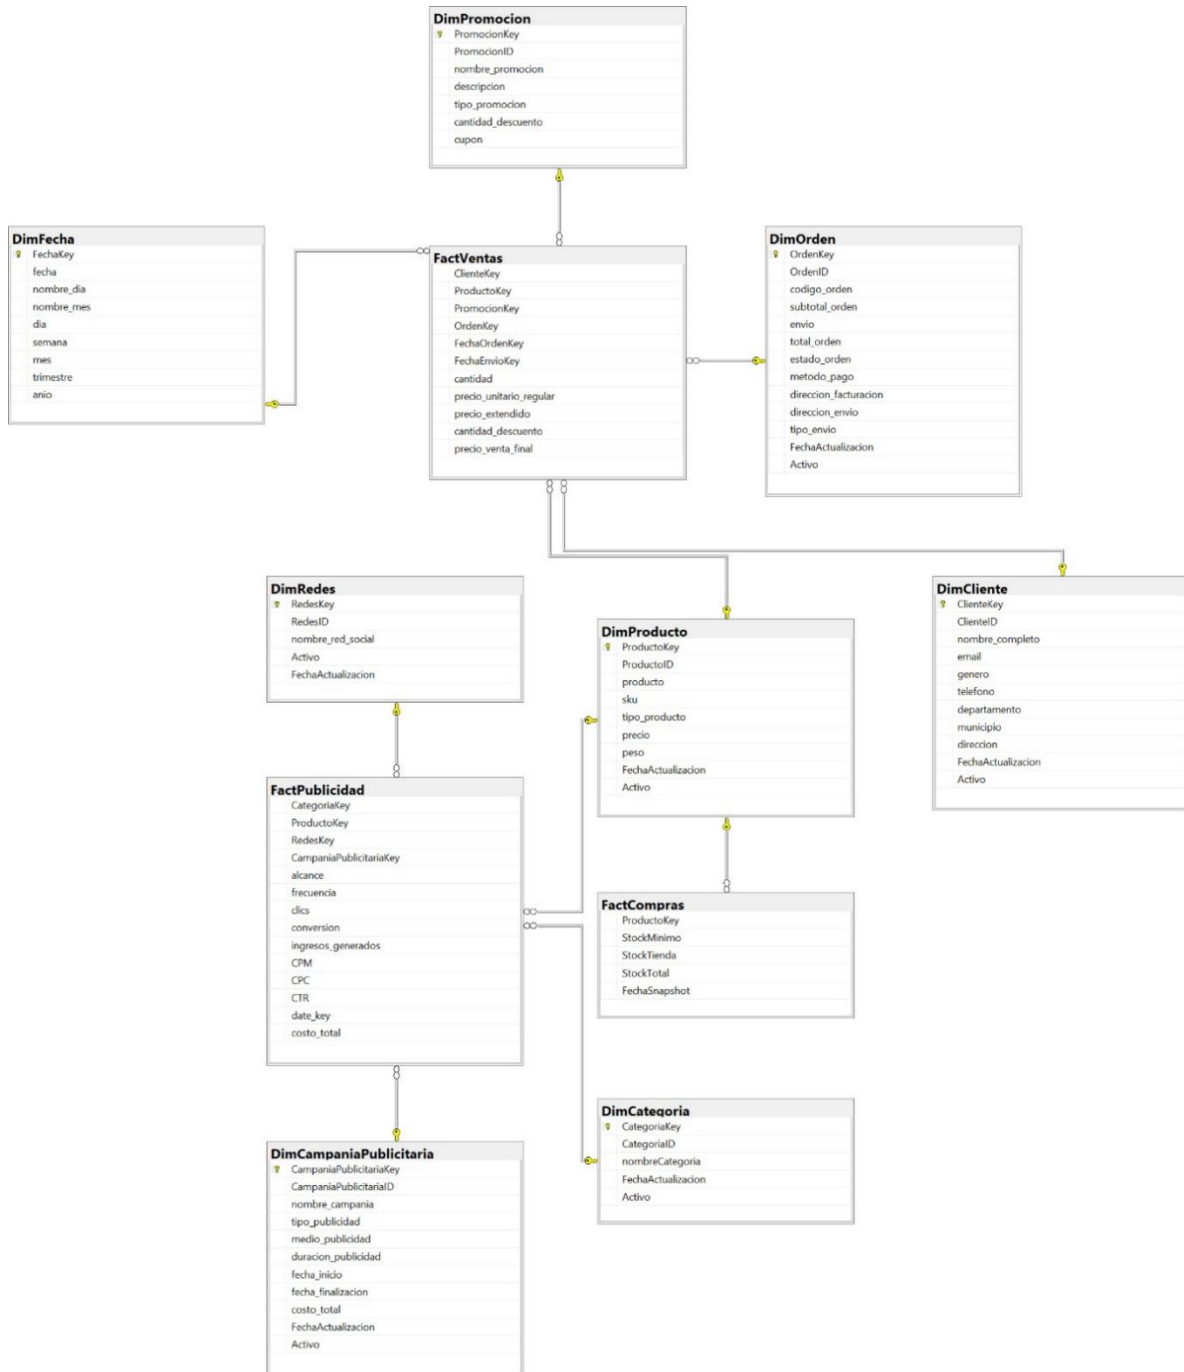 DimPromocion
PromocionKey
PromocionID
nombre_promocion
descripcion
tipo_promocion
cantidad_descuento
cupon
DimFecha
FechaKey
fecha
nombre_dia
nombre_mes
dia
semana
mes
trimestre
anio
FactVentas
ClienteKey
ProductoKey
PromocionKey
OrdenKey
FechaOrdenKey
FechaEnvioKey
cantidad
precio_unitario_regular
precio_extendido
cantidad_descuento
precio_venta_final
DimOrden
OrdenKey
OrdenID
codigo_orden
subtotal_orden
envio
total_orden
estado_orden
metodo_pago
direccion_facturacion
direccion_envio
tipo_envio
FechaActualizacion
Activo
DimRedes
RedesKey
RedesID
nombre_red_social
Activo
FechaActualizacion
DimProducto
ProductoKey
ProductoID
producto
sku
tipo_producto
precio
peso
FechaActualizacion
Activo
DimCliente
ClienteKey
ClienteID
nombre_completo
email
genero
telefono
departamento
municipio
direccion
FechaActualizacion
Activo
FactPublicidad
CategoriaKey
ProductoKey
RedesKey
CampaniaPublicitariaKey
alcance
frecuencia
clics
conversion
ingresos_generados
CPM
CPC
CTR
date_key
costo_total
FactCompras
ProductoKey
StockMinimo
StockTienda
StockTotal
FechaSnapshot
DimCategoria
CategoriaKey
CategoriaID
nombreCategoria
FechaActualizacion
Activo
DimCampaniaPublicitaria
CampaniaPublicitariaKey
CampaniaPublicitariaID
nombre_campania
tipo_publicidad
medio_publicidad
duracion_publicidad
fecha_inicio
fecha_finalizacion
costo_total
FechaActualizacion
Activo